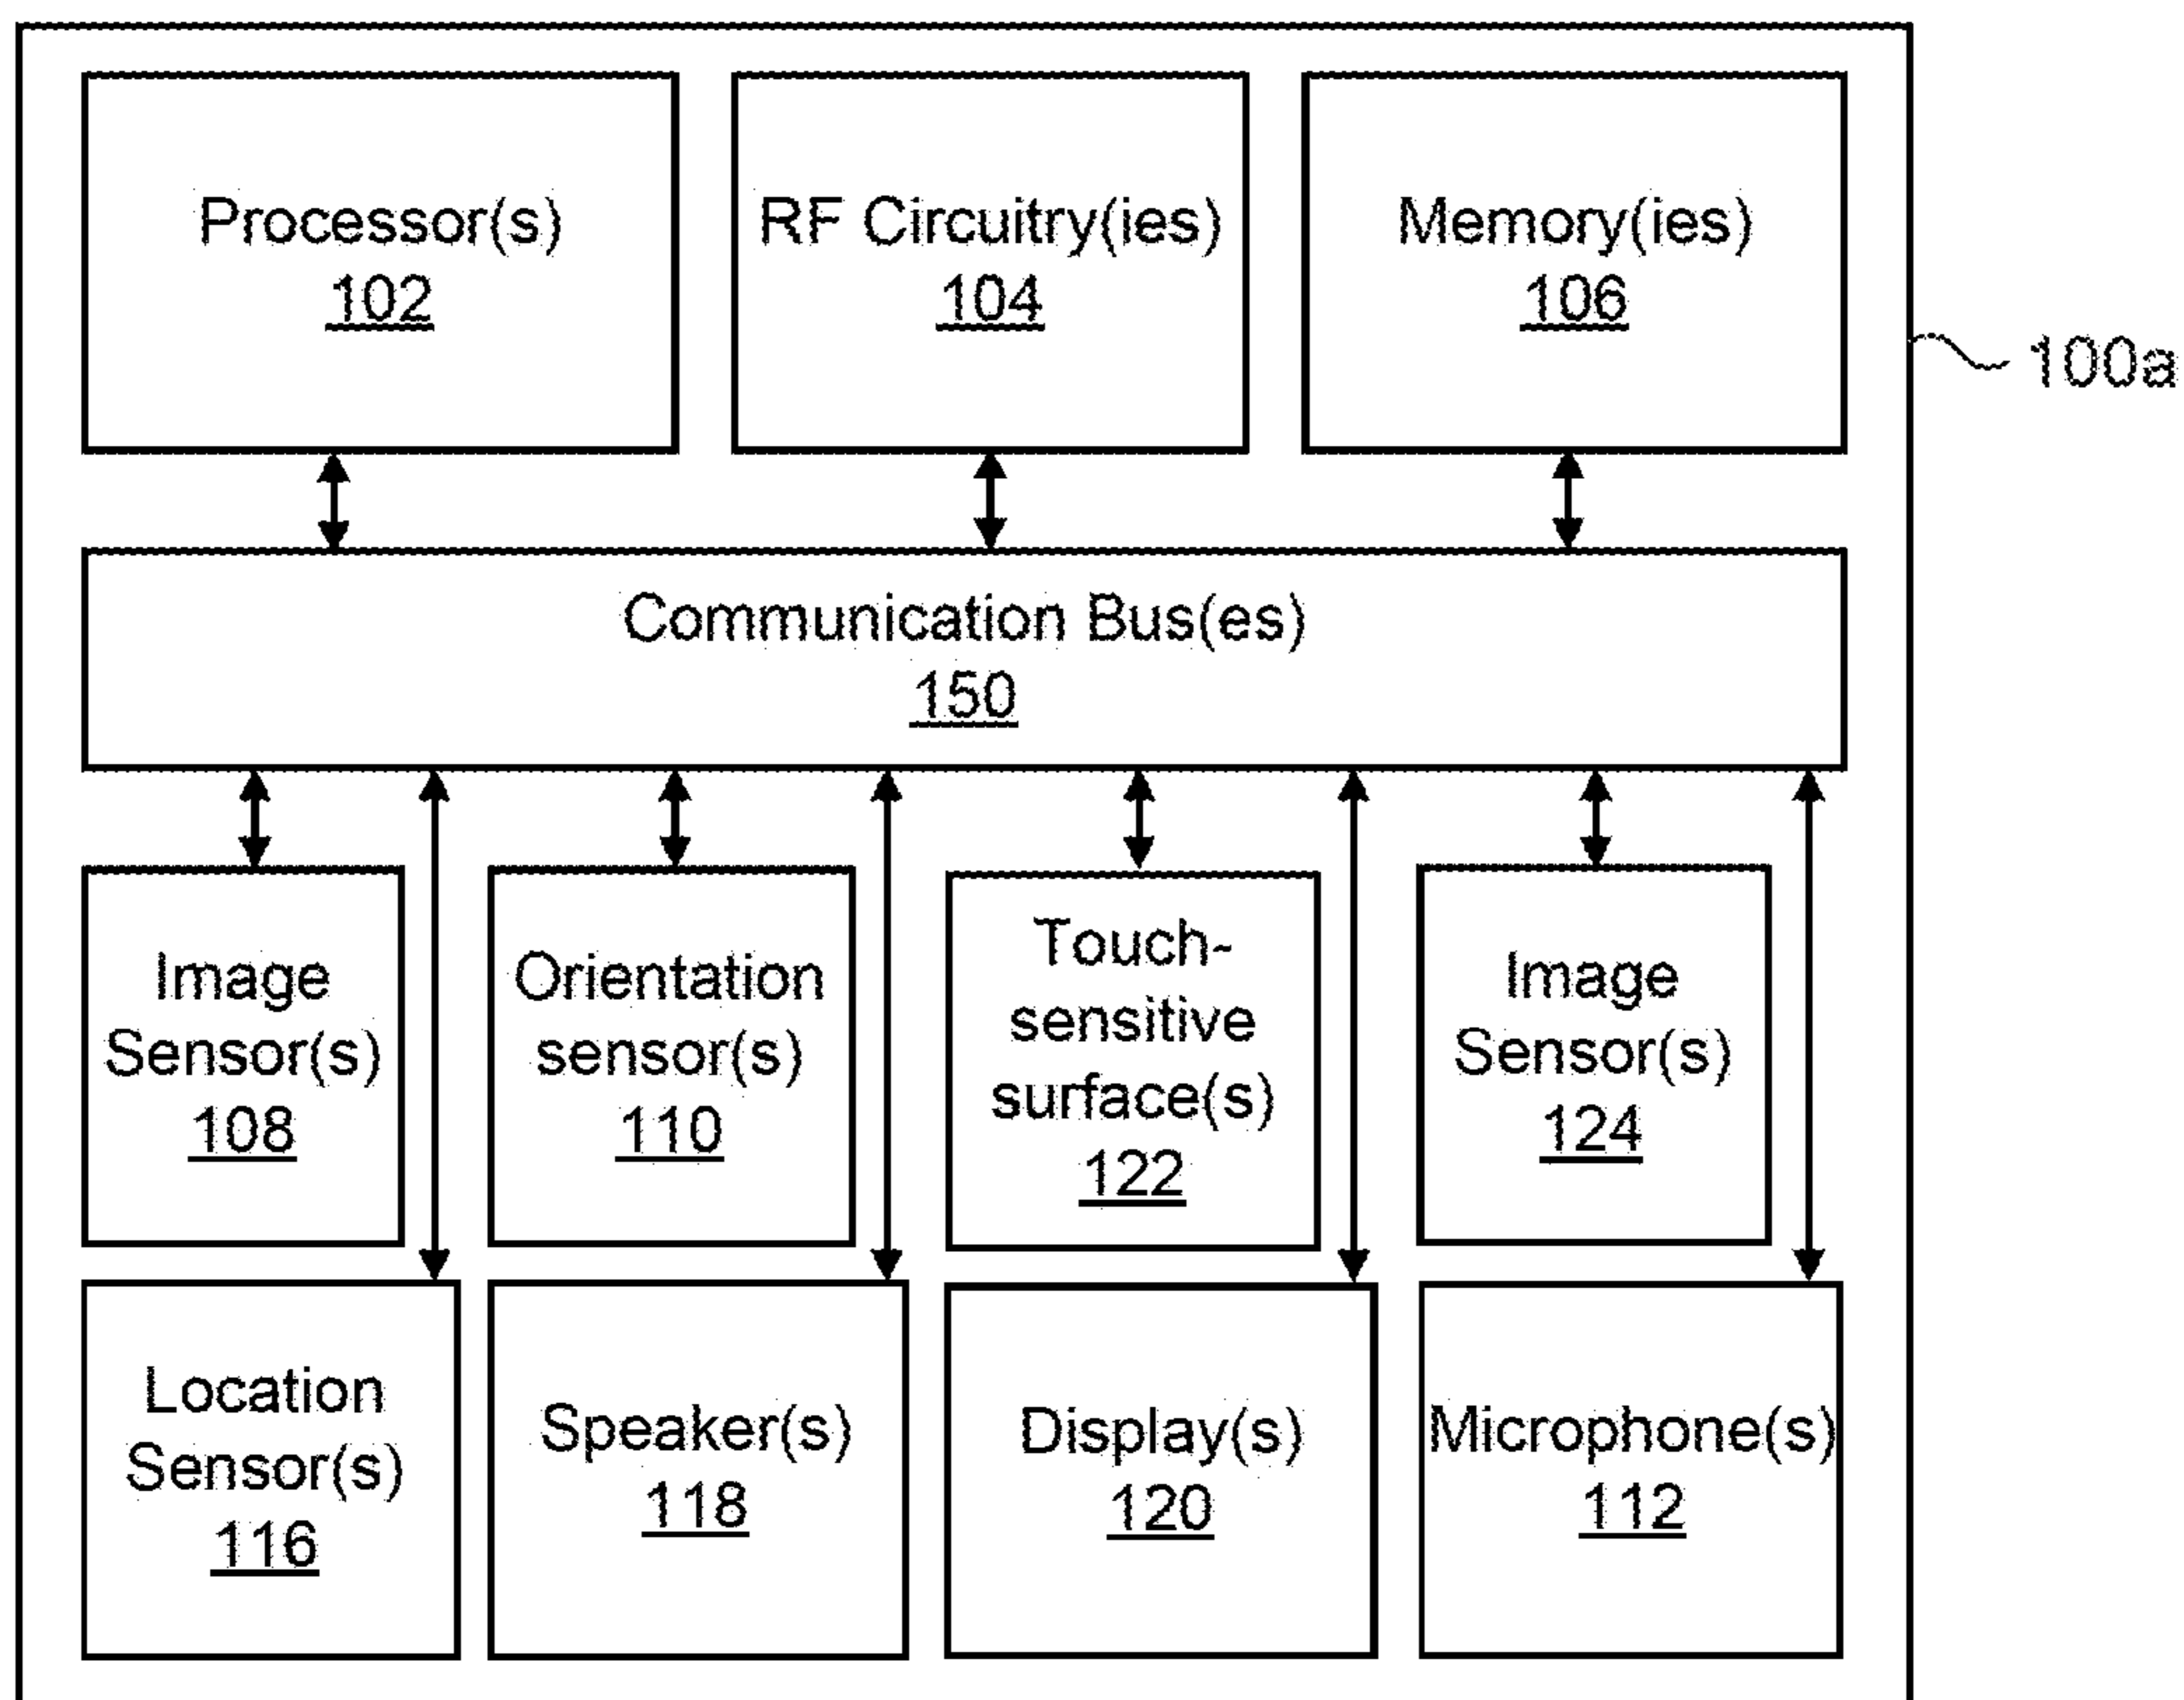 Processor(s)
102
RF Circuitry(ies)
104
Memory(ies)
106
100a
Communication Bus(es)
150
Image
Sensor(s)
108
Orientation
sensor(s)
110
Touch-
sensitive
surface(s)
122
Image
Sensor(s)
124
Location
Sensor(s)
116
Speaker(s)
118
Display(s)
120
Microphone(s)
112